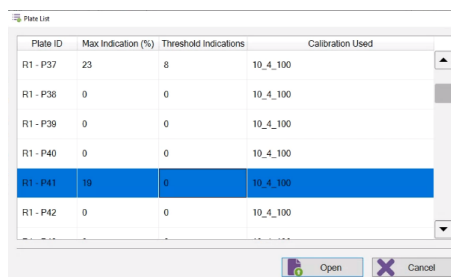 Plate List
Plate ID Max Indication (%) Threshold Indications Calibration Used
R1 - P37 23 8 10_4_100
R1 - P38 0 0 10_4_100
R1 - P39 0 0 10_4_100
R1 - P40 0 0 10_4_100
R1 - P41 19 0 10_4_100
R1 - P42 0 0 10_4_100
Open Cancel